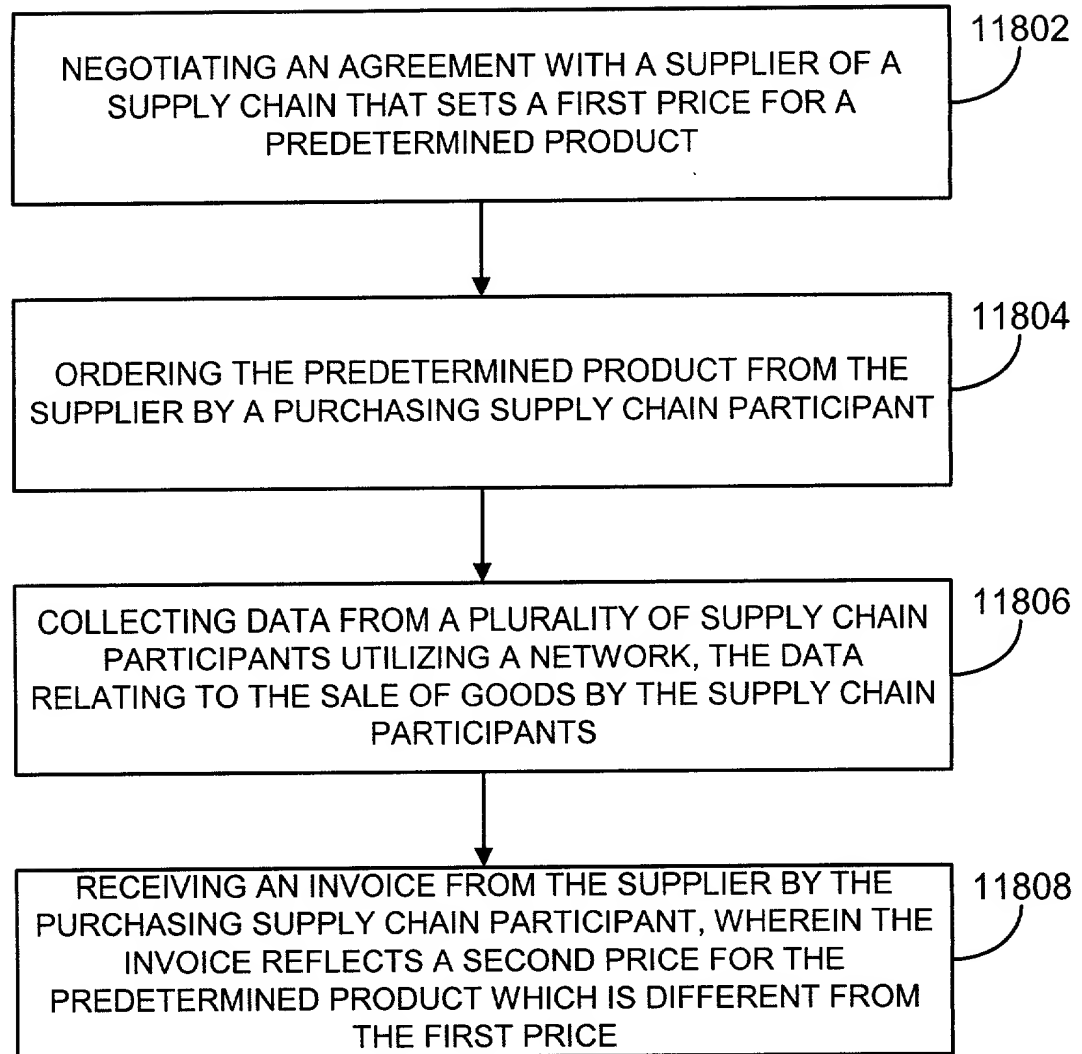 11802
NEGOTIATING AN AGREEMENT WITH A SUPPLIER OF A
SUPPLY CHAIN THAT SETS A FIRST PRICE FOR A
PREDETERMINED PRODUCT
11804
ORDERING THE PREDETERMINED PRODUCT FROM THE
SUPPLIER BY A PURCHASING SUPPLY CHAIN PARTICIPANT
11806
COLLECTING DATA FROM A PLURALITY OF SUPPLY CHAIN
PARTICIPANTS UTILIZING A NETWORK, THE DATA
RELATING TO THE SALE OF GOODS BY THE SUPPLY CHAIN
PARTICIPANTS
11808
RECEIVING AN INVOICE FROM THE SUPPLIER BY THE
PURCHASING SUPPLY CHAIN PARTICIPANT, WHEREIN THE
INVOICE REFLECTS A SECOND PRICE FOR THE
PREDETERMINED PRODUCT WHICH IS DIFFERENT FROM
THE FIRST PRICE